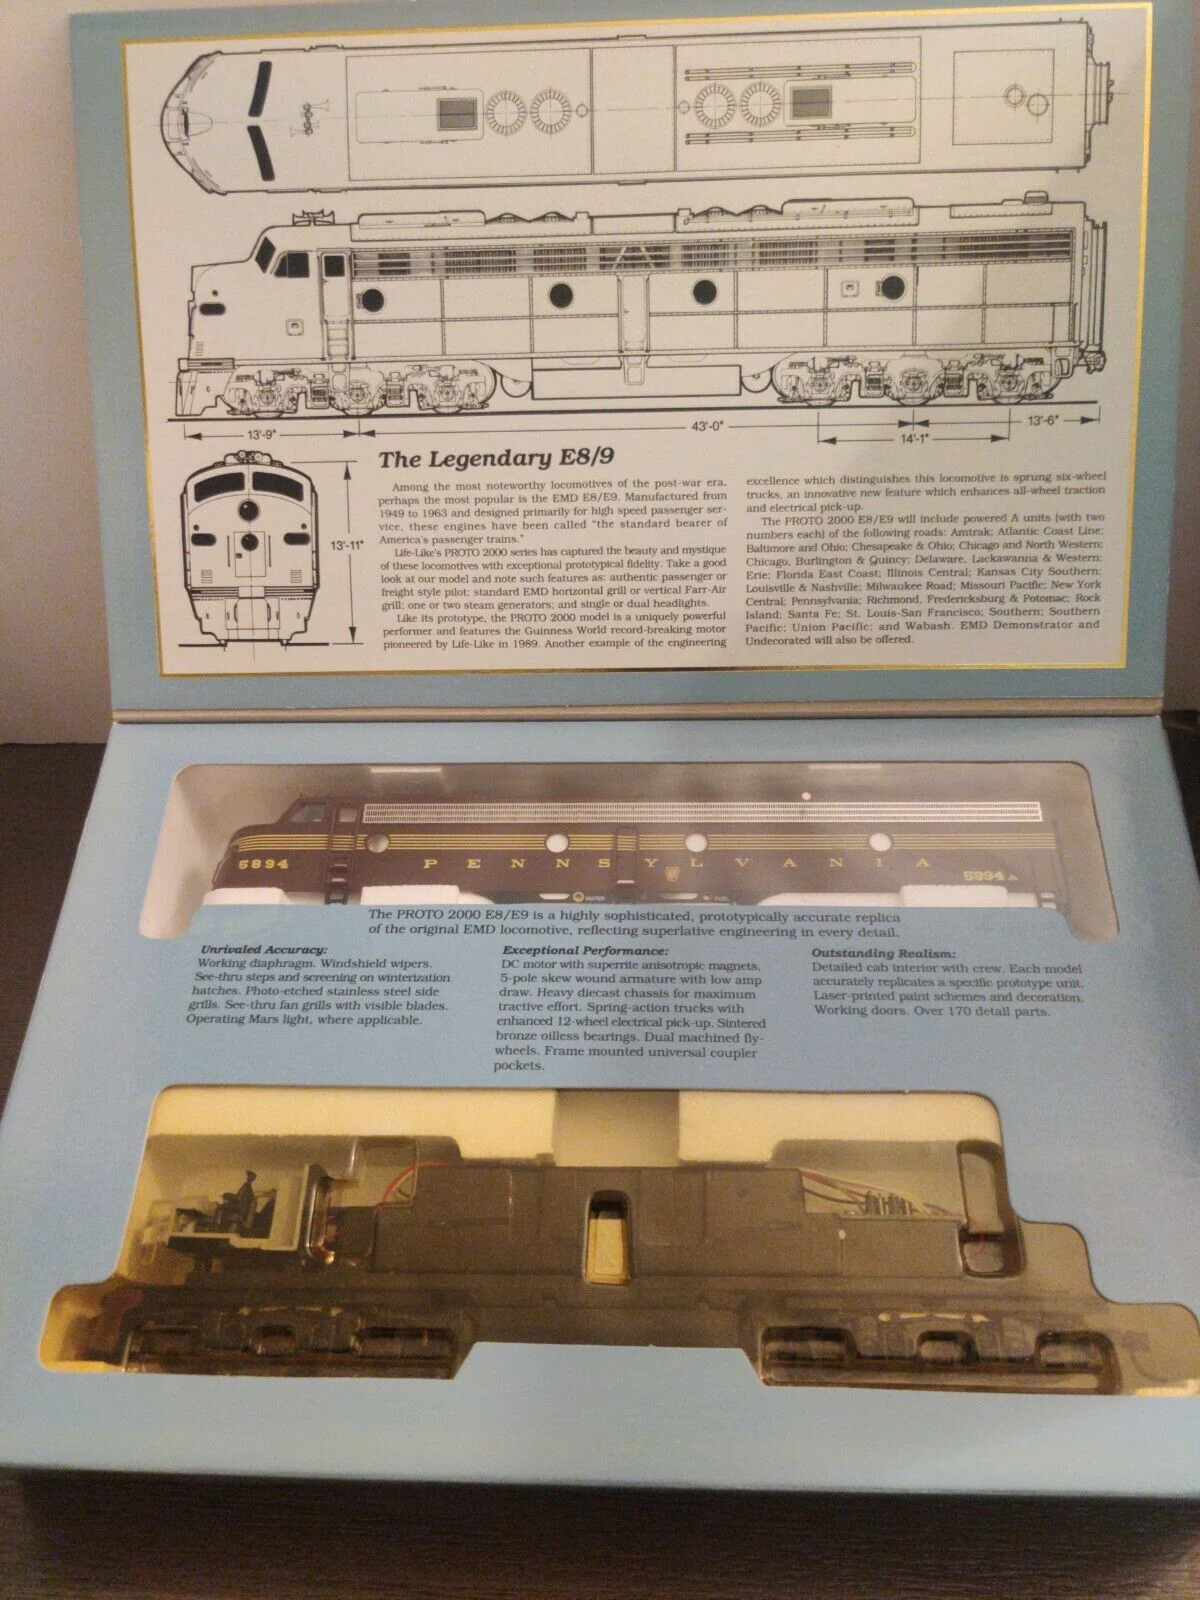 13'-9"
43'-0"
14'-1"
13'-6"
13'-11"
The Legendary E8/9
Among the most noteworthy locomotives of the post-war era,
perhaps the most popular is the EMD E8/E9. Manufactured from
1949 to 1963 and designed primarily for high speed passenger ser-
vice, these engines have been called "the standard bearer of
America's passenger trains."
Life-Like's PROTO 2000 series has captured the beauty and mystique
of these locomotives with exceptional prototypical fidelity. Take a good
look at our model and note such features as: authentic passenger or
freight style pilot; standard EMD horizontal grill or vertical Farr-Air
grill; one or two steam generators; and single or dual headlights.
Like its prototype, the PROTO 2000 model is a uniquely powerful
performer and features the Guinness World record-breaking motor
pioneered by Life-Like in 1989. Another example of the engineering
excellence which distinguishes this locomotive is sprung six-wheel
trucks, an innovative new feature which enhances all-wheel traction
and electrical pick-up.
The PROTO 2000 E8/E9 will include powered A units (with two
numbers each) of the following roads: Amtrak; Atlantic Coast Line;
Baltimore and Ohio; Chesapeake & Ohio; Chicago and North Western;
Chicago, Burlington & Quincy; Delaware, Lackawanna & Western;
Erie; Florida East Coast; Illinois Central; Kansas City Southern;
Louisville & Nashville; Milwaukee Road; Missouri Pacific; New York
Central; Pennsylvania; Richmond, Fredericksburg & Potomac; Rock
Island; Santa Fe; St. Louis-San Francisco; Southern; Southern
Pacific; Union Pacific; and Wabash. EMD Demonstrator and
Undecorated will also be offered.
5894
PENNSYLVANIA
5894 A
WATER
FUEL
The PROTO 2000 E8/E9 is a highly sophisticated, prototypically accurate replica
of the original EMD locomotive, reflecting superlative engineering in every detail.
Unrivaled Accuracy:
Working diaphragm. Windshield wipers.
See-thru steps and screening on winterization
hatches. Photo-etched stainless steel side
grills. See-thru fan grills with visible blades.
Operating Mars light, where applicable.
Exceptional Performance:
DC motor with superrite anisotropic magnets,
5-pole skew wound armature with low amp
draw. Heavy diecast chassis for maximum
tractive effort. Spring-action trucks with
enhanced 12-wheel electrical pick-up. Sintered
bronze oilless bearings. Dual machined fly-
wheels. Frame mounted universal coupler
pockets.
Outstanding Realism:
Detailed cab interior with crew. Each model
accurately replicates a specific prototype unit.
Laser-printed paint schemes and decoration.
Working doors. Over 170 detail parts.